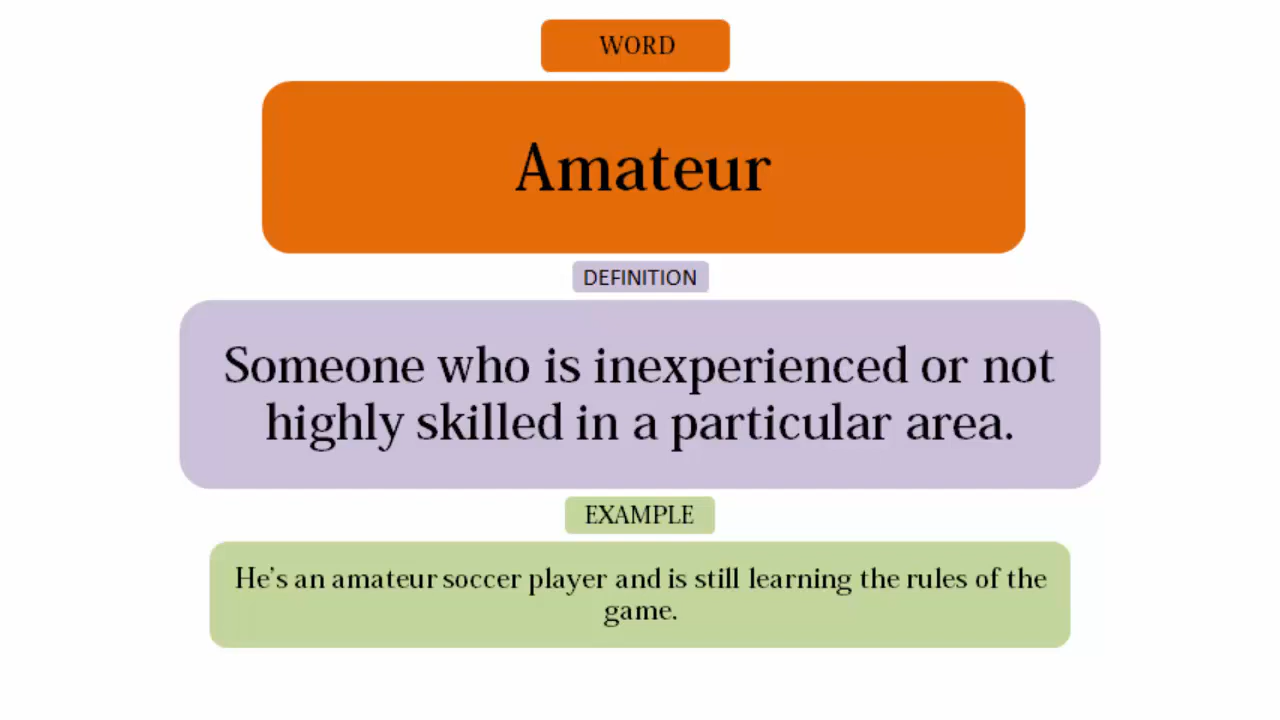 WORD
Amateur
DEFINITION
Someone who is inexperienced or not
highly skilled in a particular area.
EXAMPLE
He’s an amateur soccer player and is still learning the rules of the
game.